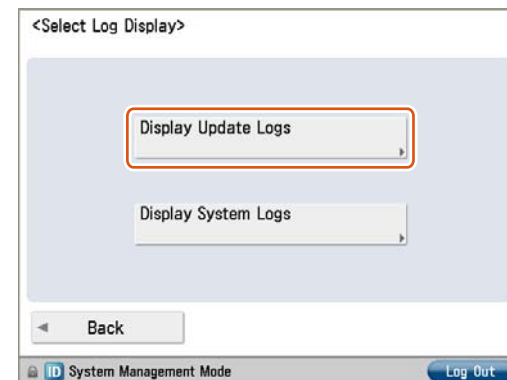 <Select Log Display>
Display Update Logs
Display System Logs
Back
ID System Management Mode Log Out